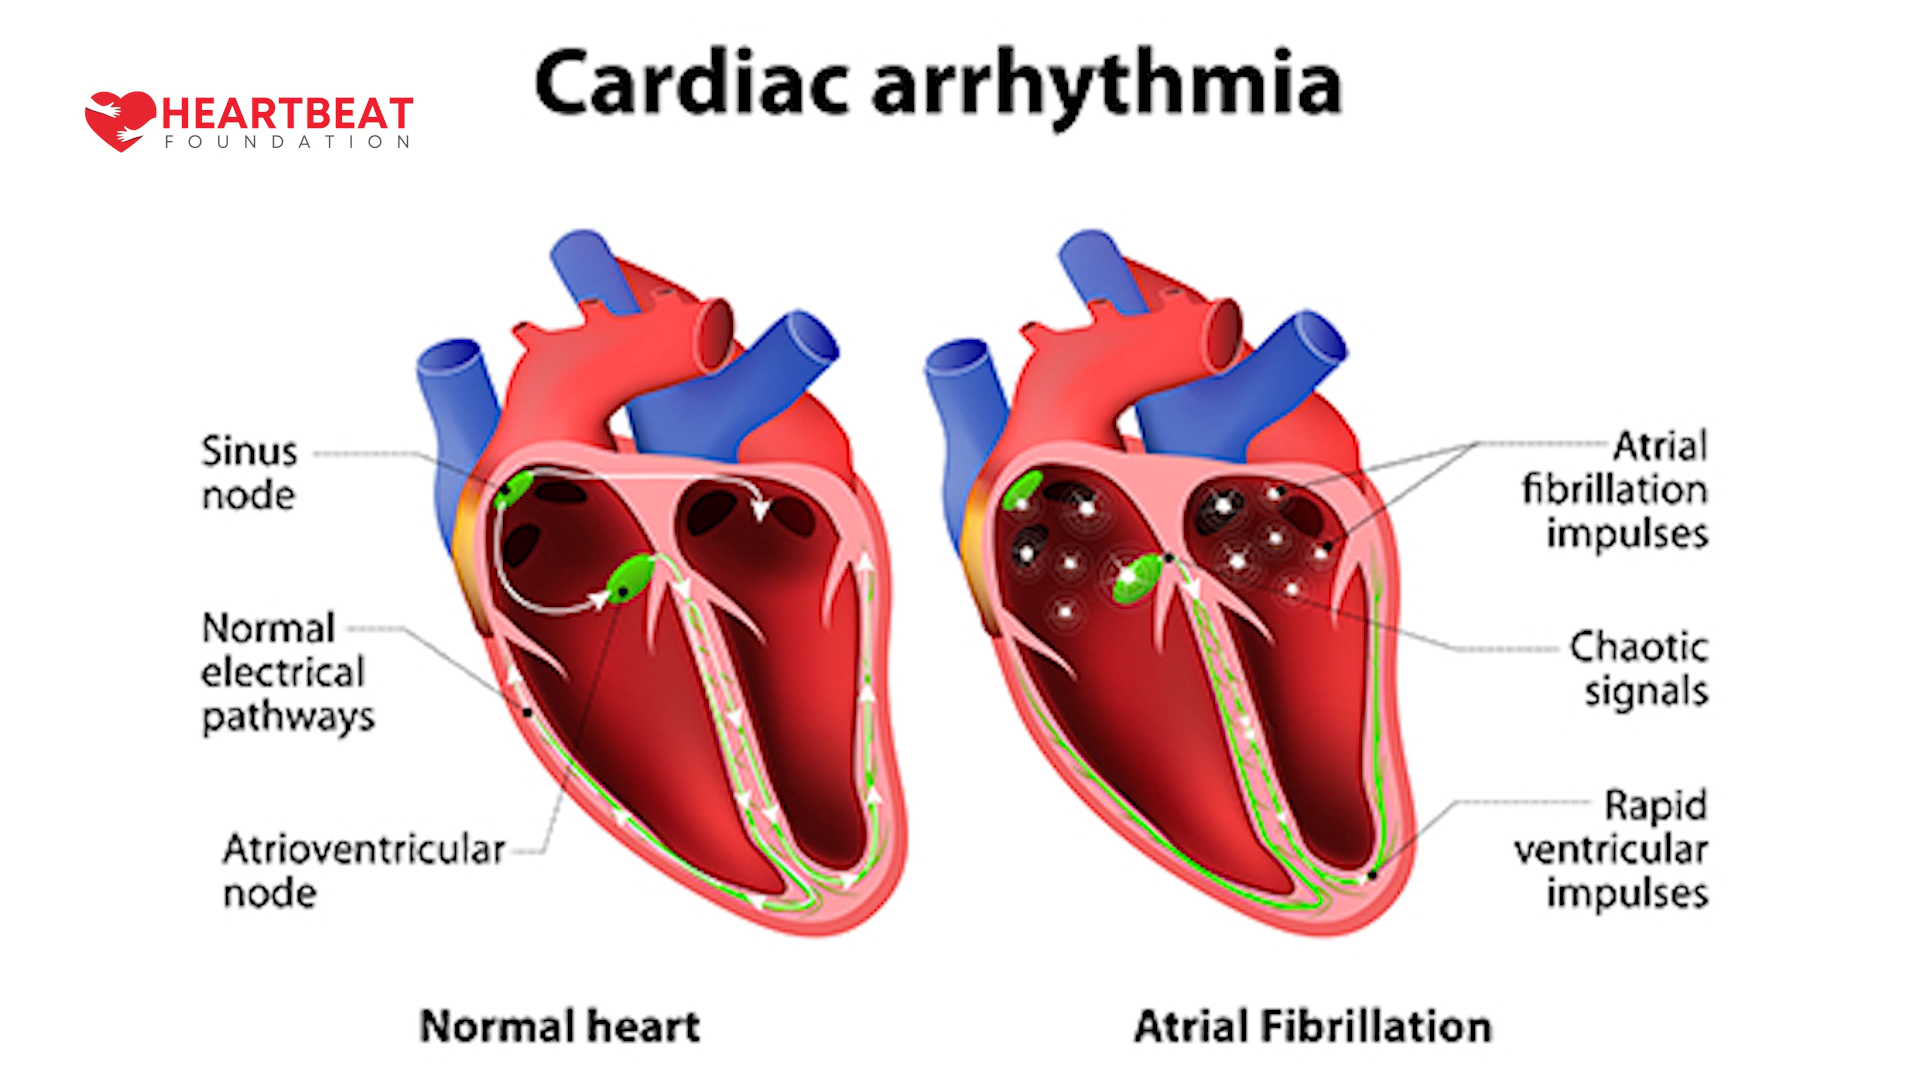 Cardiac arrhythmia
HEARTBEAT
FOUNDATION
Sinus
node
Normal
electrical
pathways
Atrioventricular
node
Atrial
fibrillation
impulses
Chaotic
signals
Rapid
ventricular
impulses
Normal heart
Atrial Fibrillation